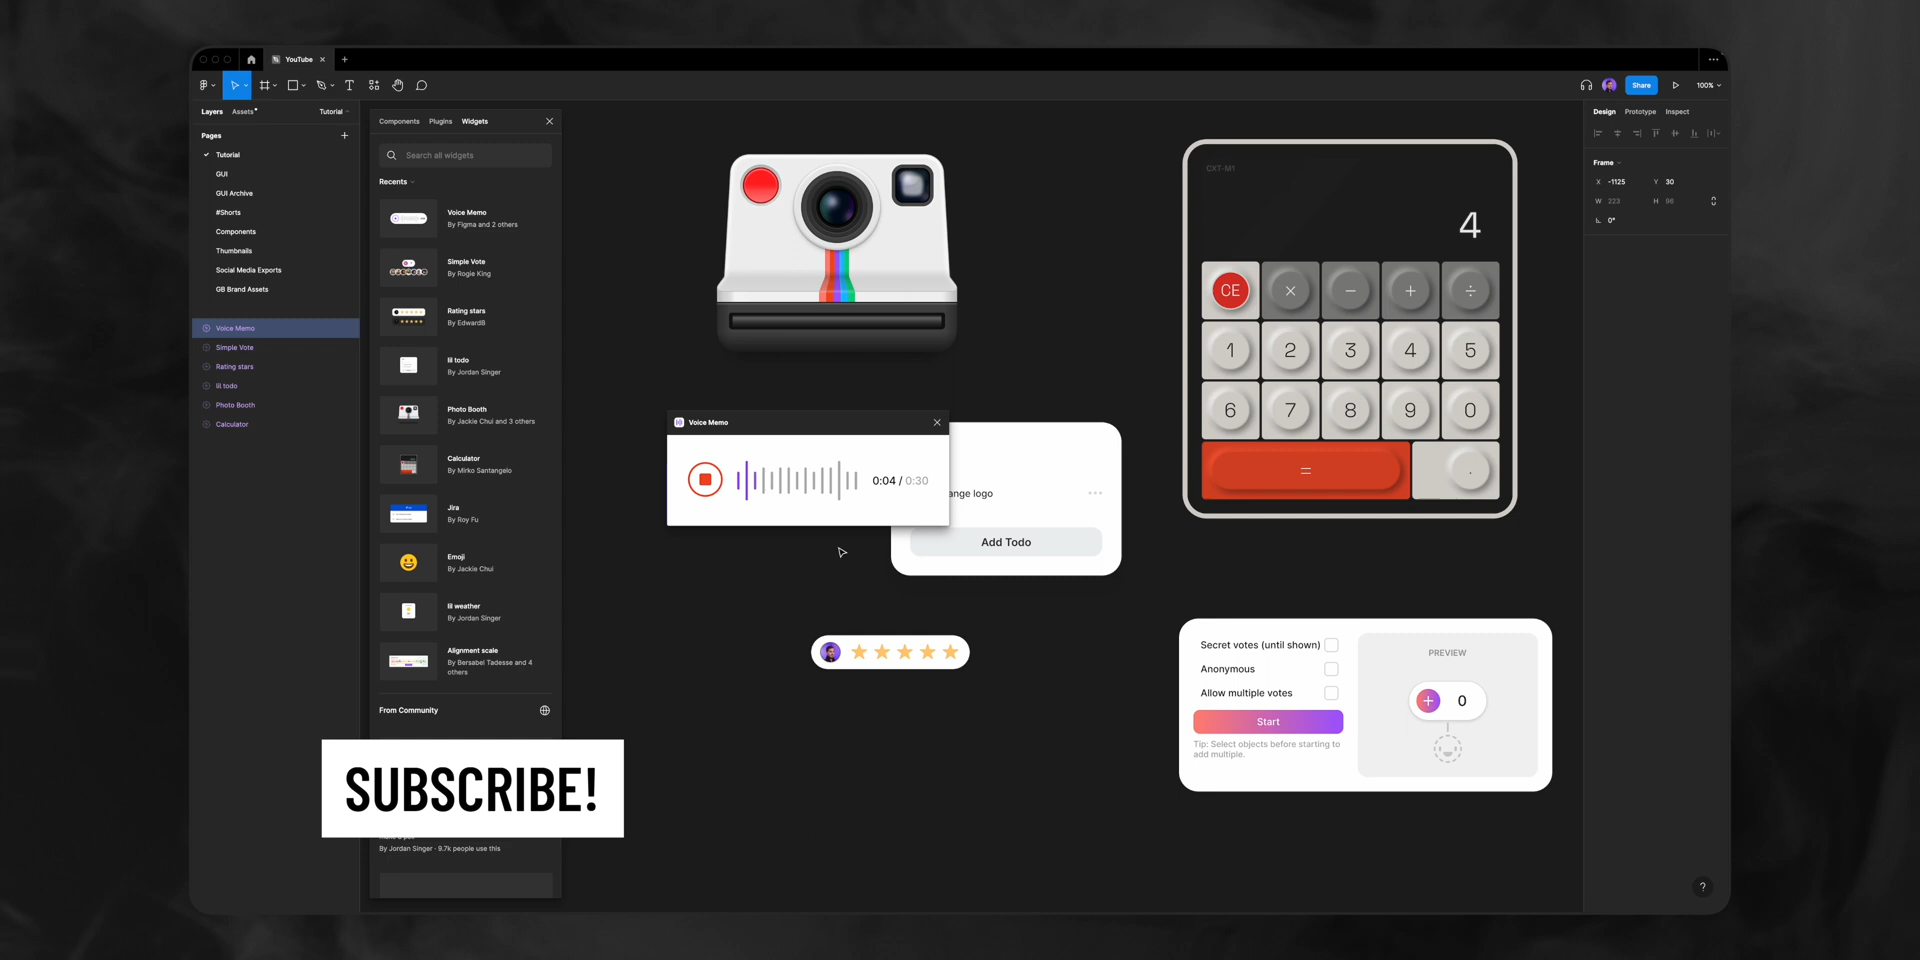 YouTube
Share
100%
Layers
Assets
Tutorial
Pages
Tutorial
GUI
GUI Archive
#Shorts
Components
Thumbnails
Social Media Exports
GB Brand Assets
Voice Memo
Simple Vote
Rating stars
lil todo
Photo Booth
Calculator
Components
Plugins
Widgets
Search all widgets
Recents
Voice Memo
By Figma and 2 others
Simple Vote
By Rogie King
Rating stars
By EdwardB
lil todo
By Jordan Singer
Photo Booth
By Jackie Chui and 3 others
Calculator
By Mirko Santangelo
Jira
By Roy Fu
Emoji
By Jackie Chui
lil weather
By Jordan Singer
Alignment scale
By Bersabel Tadesse and 4
others
From Community
SUBSCRIBE!
By Jordan Singer · 9.7k people use this
Voice Memo
0:04 / 0:30
ange logo
Add Todo
CXT-M1
4
CE × − + ÷
1 2 3 4 5
6 7 8 9 0
= .
Secret votes (until shown)
Anonymous
Allow multiple votes
Start
Tip: Select objects before starting to
add multiple.
PREVIEW
+ 0
Design
Prototype
Inspect
Frame
X -1125 Y 30
W 223 H 96
0°
?